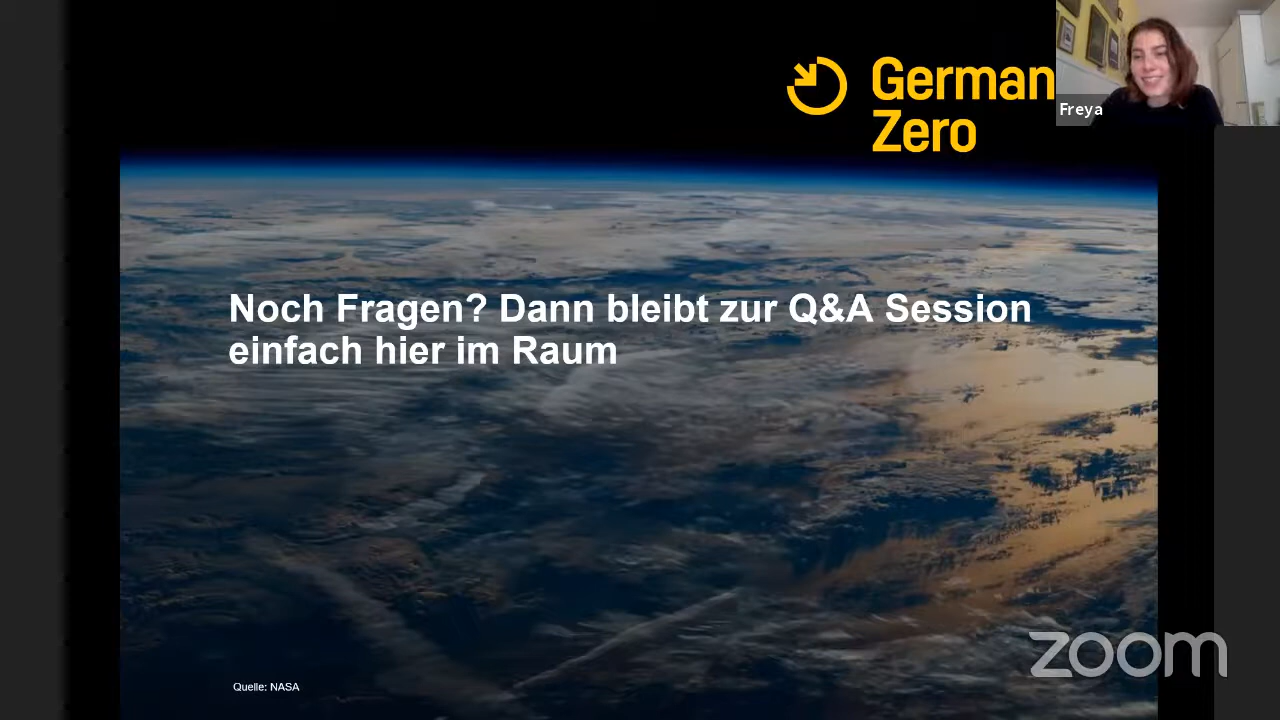 German
Zero
Freya
Noch Fragen? Dann bleibt zur Q&A Session
einfach hier im Raum
zoom
Quelle: NASA